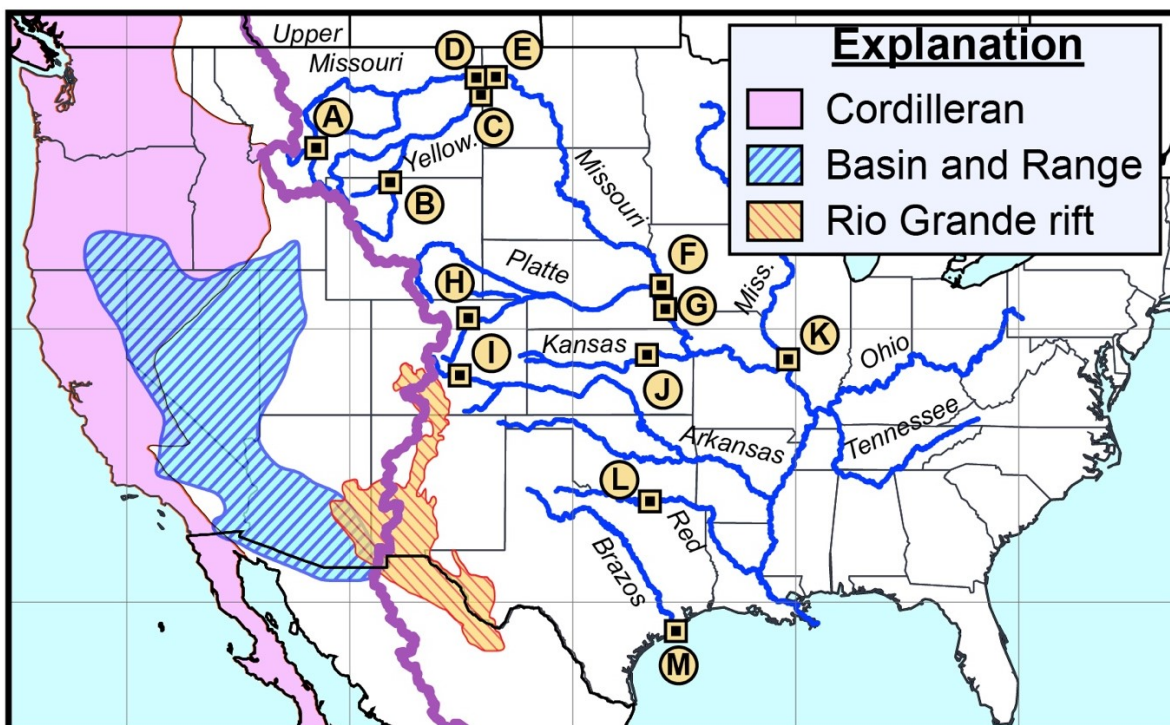 Explanation
Cordilleran
Basin and Range
Rio Grande rift
Upper
Missouri
D
E
A
C
Yellow.
B
Missouri
Platte
F
H
G
Miss.
K
Kansas
I
J
Ohio
Arkansas
Tennessee
L
Red
Brazos
M